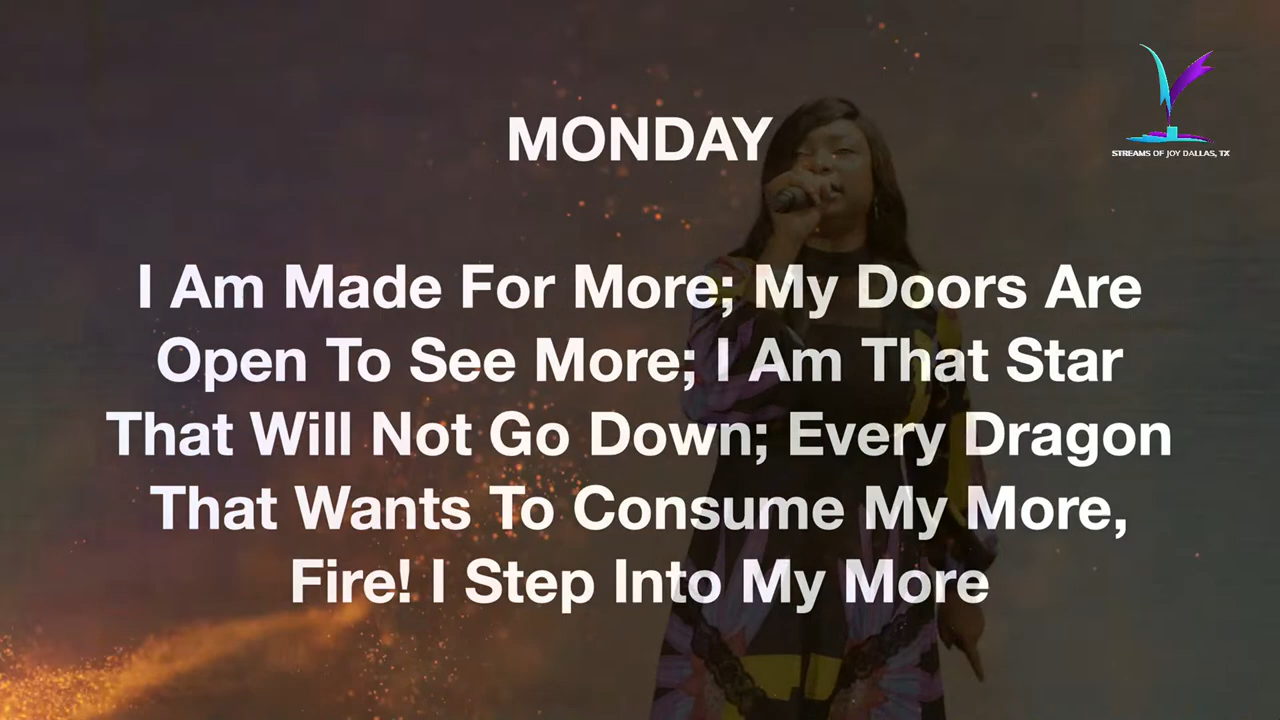 MONDAY
STREAMS OF JOY DALLAS, TX
I Am Made For More; My Doors Are
Open To See More; I Am That Star
That Will Not Go Down; Every Dragon
That Wants To Consume My More,
Fire! I Step Into My More